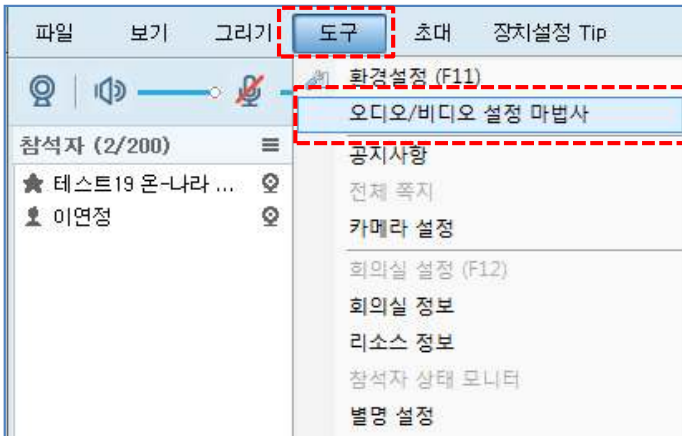 파일 보기 그리기 도구 초대 장치설정 Tip
환경설정 (F11)
오디오/비디오 설정 마법사
참석자 (2/200)
공지사항
테스트19 온-나라 ...
전체 쪽지
이연정
카메라 설정
회의실 설정 (F12)
회의실 정보
리소스 정보
참석자 상태 모니터
별명 설정